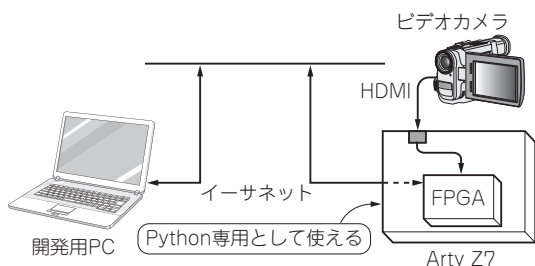 ビデオカメラ
HDMI
イーサネット
FPGA
Python専用として使える
開発用PC
Arty Z7